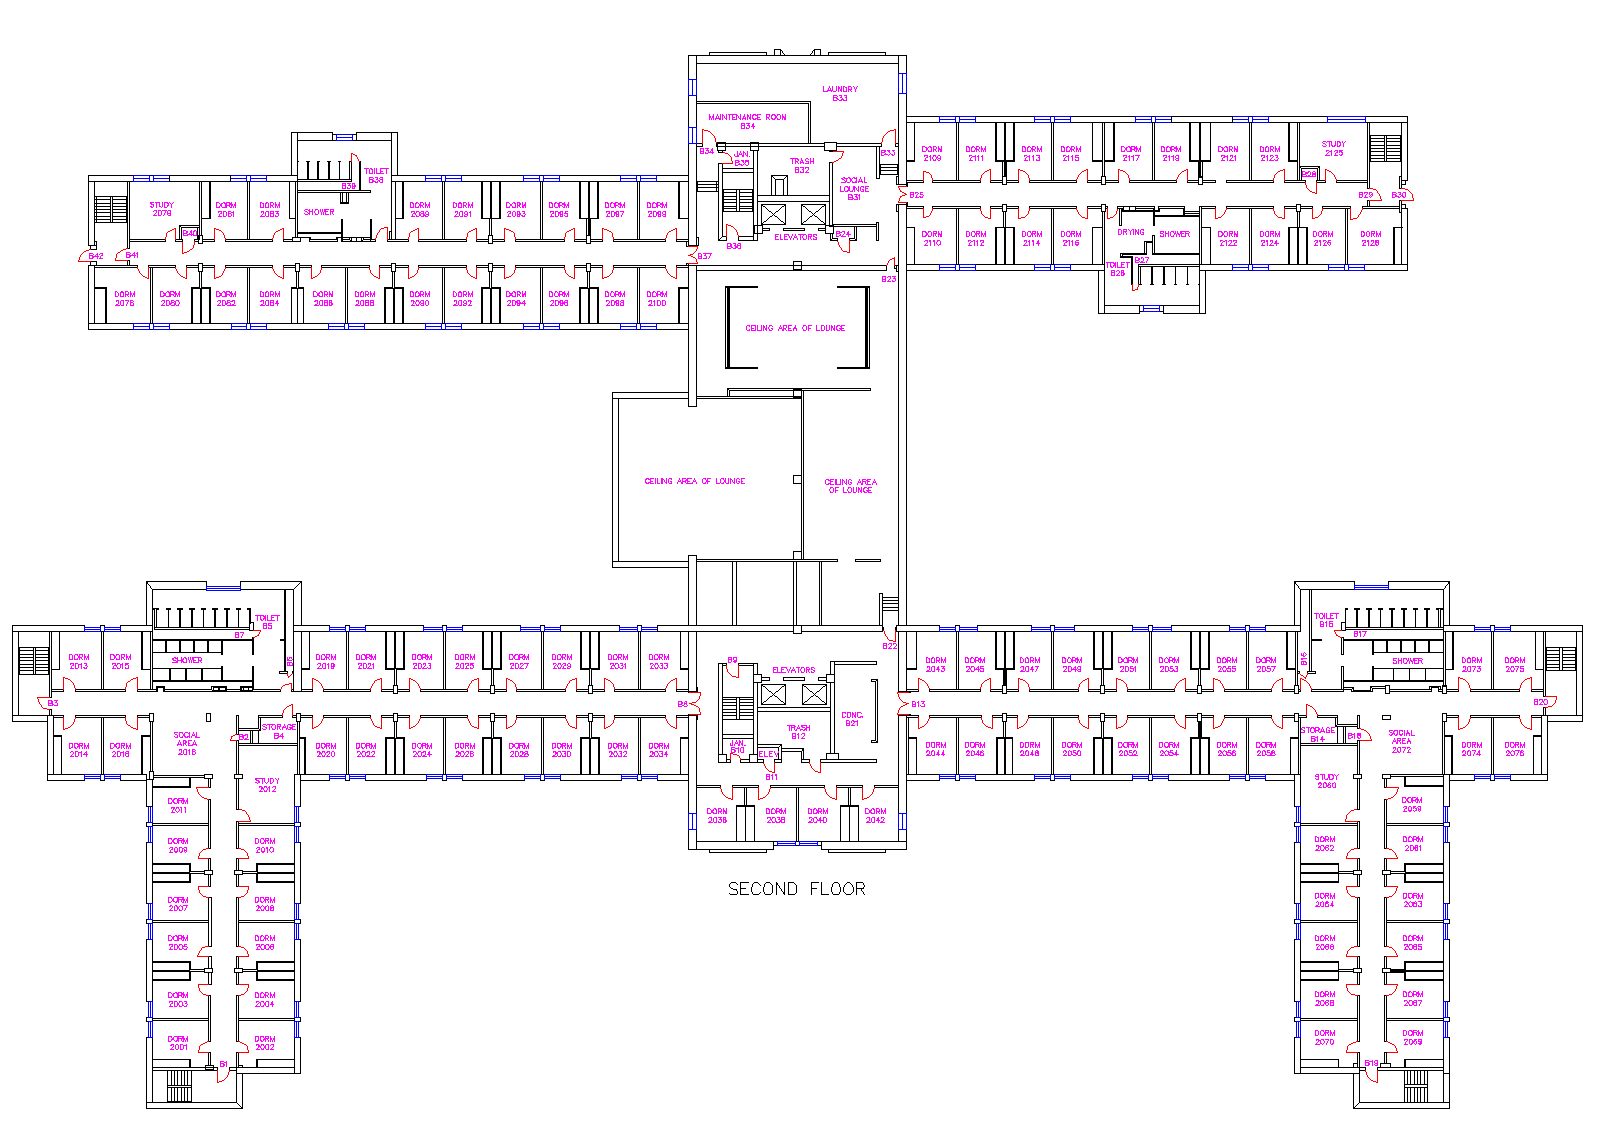 LAUNDRY
B33
MAINTENANCE ROOM
B34
B34
JAN.
B35
TRASH
B32
B33
SOCIAL
LOUNGE
B31
B36
ELEVATORS
B24
B37
B23
B25
DORM
2109
DORM
2111
DORM
2113
DORM
2115
DORM
2117
DORM
2119
DORM
2121
DORM
2123
STUDY
2125
B28
B29
B30
DORM
2110
DORM
2112
DORM
2114
DORM
2116
DRYING
SHOWER
B27
TOILET
B26
DORM
2122
DORM
2124
DORM
2126
DORM
2128
TOILET
B38
B39
SHOWER
STUDY
2079
B40
B41
B42
DORM
2081
DORM
2083
DORM
2089
DORM
2091
DORM
2093
DORM
2095
DORM
2097
DORM
2099
DORM
2078
DORM
2080
DORM
2082
DORM
2084
DORM
2086
DORM
2088
DORM
2090
DORM
2092
DORM
2094
DORM
2096
DORM
2098
DORM
2100
CEILING AREA OF LOUNGE
CEILING AREA OF LOUNGE
CEILING AREA
OF LOUNGE
TOILET
B5
B7
SHOWER
B6
B3
DORM
2013
DORM
2015
DORM
2019
DORM
2021
DORM
2023
DORM
2025
DORM
2027
DORM
2029
DORM
2031
DORM
2033
DORM
2014
DORM
2016
SOCIAL
AREA
2018
B2
STORAGE
B4
DORM
2020
DORM
2022
DORM
2024
DORM
2026
DORM
2028
DORM
2030
DORM
2032
DORM
2034
B8
B9
ELEVATORS
JAN.
B10
TRASH
B12
ELEV.
B11
CONC.
B21
B22
B13
DORM
2036
DORM
2038
DORM
2040
DORM
2042
DORM
2043
DORM
2045
DORM
2047
DORM
2049
DORM
2051
DORM
2053
DORM
2055
DORM
2057
DORM
2044
DORM
2046
DORM
2048
DORM
2050
DORM
2052
DORM
2054
DORM
2056
DORM
2058
TOILET
B15
B17
B16
SHOWER
DORM
2073
DORM
2075
B20
STORAGE
B14
B18
SOCIAL
AREA
2072
DORM
2074
DORM
2076
STUDY
2012
DORM
2011
DORM
2009
DORM
2010
DORM
2007
DORM
2008
DORM
2005
DORM
2006
DORM
2003
DORM
2004
DORM
2001
DORM
2002
B1
STUDY
2060
DORM
2059
DORM
2062
DORM
2061
DORM
2064
DORM
2063
DORM
2066
DORM
2065
DORM
2068
DORM
2067
DORM
2070
DORM
2069
B19
SECOND FLOOR